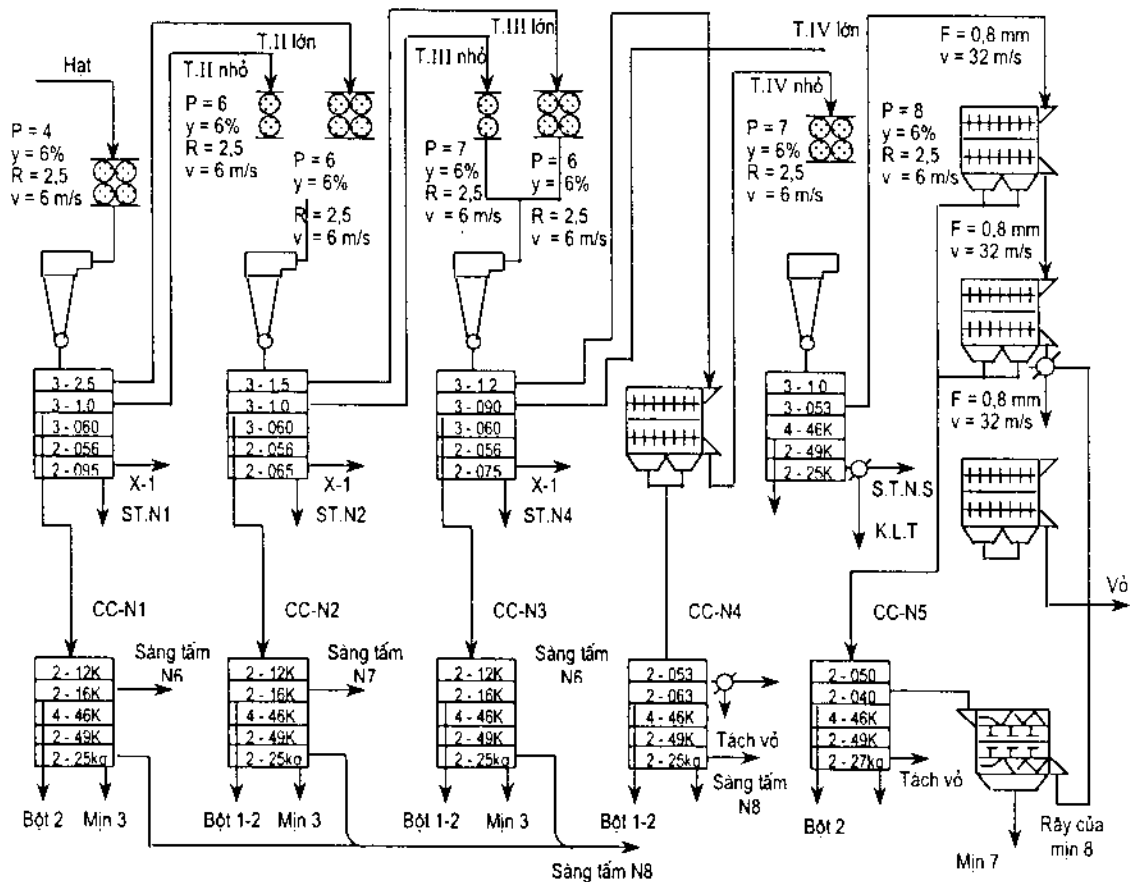 Hạt
P = 4
y = 6%
R = 2,5
v = 6 m/s
T.II lớn
T.II nhỏ
P = 6
y = 6%
R = 2,5
v = 6 m/s
P = 6
y = 6%
R = 2,5
v = 6 m/s
T.III lớn
T.III nhỏ
P = 7
y = 6%
R = 2,5
v = 6 m/s
P = 6
y = 6%
R = 2,5
v = 6 m/s
T.IV lớn
T.IV nhỏ
P = 7
y = 6%
R = 2,5
v = 6 m/s
F = 0,8 mm
v = 32 m/s
P = 8
y = 6%
R = 2,5
v = 6 m/s
F = 0,8 mm
v = 32 m/s
F = 0,8 mm
v = 32 m/s
3 - 2.5
3 - 1.0
3 - 060
2 - 056
2 - 095
X-1
ST.N1
3 - 1.5
3 - 1.0
3 - 060
2 - 056
2 - 065
X-1
ST.N2
3 - 1.2
3 - 090
3 - 060
2 - 056
2 - 075
X-1
ST.N4
3 - 1.0
3 - 053
4 - 46K
2 - 49K
2 - 25K
S.T.N.S
K.L.T
Vỏ
CC-N1
Sàng tấm
N6
2 - 12K
2 - 16K
4 - 46K
2 - 49K
2 - 25kg
Bột 2
Mịn 3
CC-N2
Sàng tấm
N7
2 - 12K
2 - 16K
4 - 46K
2 - 49K
2 - 25kg
Bột 1-2
Mịn 3
CC-N3
Sàng tấm
N6
2 - 12K
2 - 16K
4 - 46K
2 - 49K
2 - 25kg
Bột 1-2
Mịn 3
Sàng tấm N8
CC-N4
2 - 053
2 - 063
4 - 46K
2 - 49K
2 - 25kg
Tách vỏ
Sàng tấm
N8
Bột 1-2
CC-N5
2 - 050
2 - 040
4 - 46K
2 - 49K
2 - 27kg
Tách vỏ
Bột 2
Mịn 7
Rây của
mịn 8